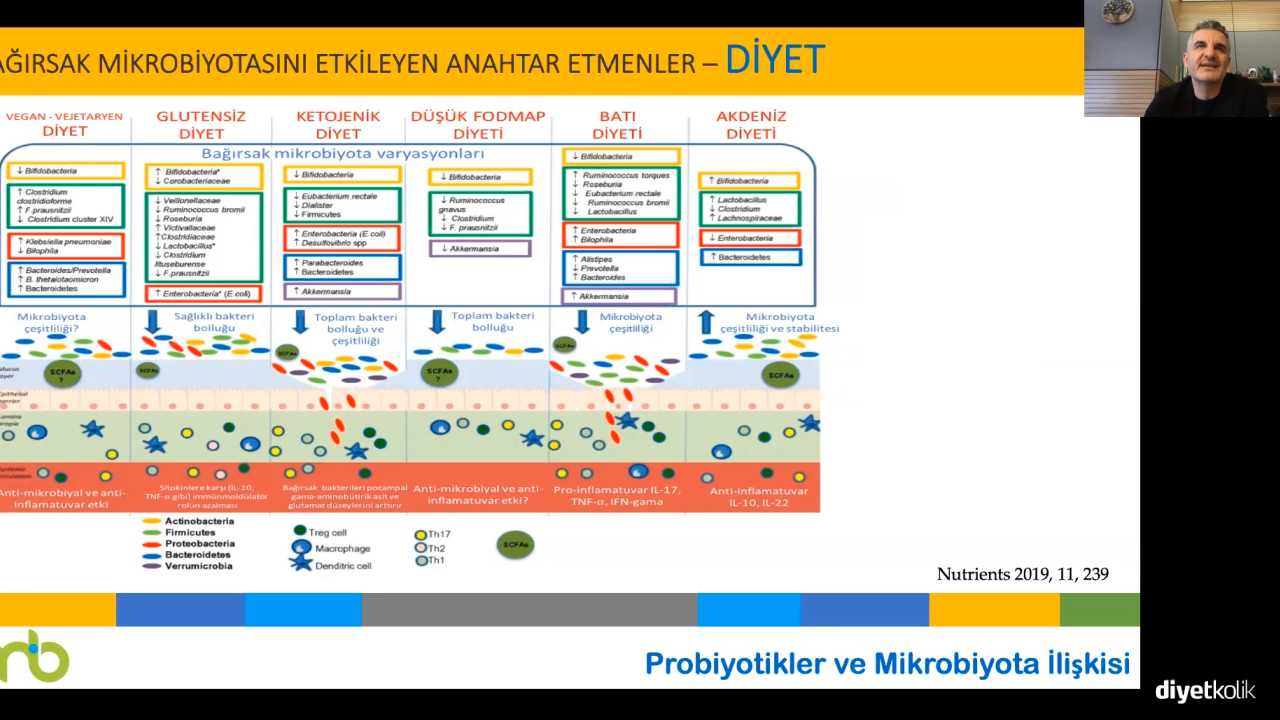 AĞIRSAK MİKROBİYOTASINI ETKİLEYEN ANAHTAR ETMENLER – DİYET
VEGAN - VEJETARYEN
DİYET
GLUTENSİZ
DİYET
KETOJENİK
DİYET
DÜŞÜK FODMAP
DİYETİ
BATI
DİYETİ
AKDENİZ
DİYETİ
Bağırsak mikrobiyota varyasyonları
↓ Bifidobacteria
↑ Clostridium
clostridioforme
↑ F.prausnitzii
↓ Clostridium cluster XIV
↑ Klebsiella pneumoniae
↓ Bilophila
↑ Bacteroides/Prevotella
↑ B. thetaiotaomicron
↑ Bacteroidetes
↑ Bifidobacteria*
↓ Corobacteriaceae
↓ Veillonellaceae
↓ Ruminococcus bromii
↓ Roseburia
↑ Victivallaceae
↑Clostridiaceae
↓ Lactobacillus*
↓ Clostridium
lituseburense
↓ F.prausnitzii
↑ Enterobacteria* (E.coli)
↓ Bifidobacteria
↓ Eubacterium rectale
↓ Dialister
↓ Firmicutes
↑ Enterobacteria (E.coli)
↑ Desulfovibrio spp
↑ Parabacteroides
↑ Bacteroidetes
↑ Akkermansia
↓ Bifidobacteria
↓ Ruminococcus
gnavus
↓ Clostridium
↓ F. prausnitzii
↓ Akkermansia
↓ Bifidobacteria
↑ Ruminococcus torques
↓ Roseburia
↓ Eubacterium rectale
↓ Ruminococcus bromii
↓ Lactobacillus
↑ Enterobacteria
↑ Bilophila
↑ Alistipes
↓ Prevotella
↑ Bacteroides
↑ Akkermansia
↑ Bifidobacteria
↑ Lactobacillus
↓ Clostridium
↑ Lachnospiraceae
↓ Enterobacteria
↑ Bacteroidetes
Mikrobiyota
çeşitliliği?
Sağlıklı bakteri
bolluğu
Toplam bakteri
bolluğu ve
çeşitliliği
Toplam bakteri
bolluğu
Mikrobiyota
çeşitliliği
Mikrobiyota
çeşitliliği ve stabilitesi
SCFAs
?
SCFAs
SCFAs
SCFAs
?
SCFAs
SCFAs
Anti-mikrobiyal ve anti-
inflamatuvar etki
Sitokinlere karşı (IL-10,
TNF-α gibi) immünmodülatör
rolün azalması
Bağırsak bakterileri pocampal
gama-aminobütirik asit ve
glutamat düzeylerini arttırır
Anti-mikrobiyal ve anti-
inflamatuvar etki?
Pro-inflamatuvar IL-17,
TNF-α, IFN-gama
Anti-inflamatuvar
IL-10, IL-22
Actinobacteria
Firmicutes
Proteobacteria
Bacteroidetes
Verrumicrobia
Treg cell
Macrophage
Denditric cell
Th17
Th2
Th1
SCFAs
Nutrients 2019, 11, 239
Probiyotikler ve Mikrobiyota İlişkisi
diyetkolik